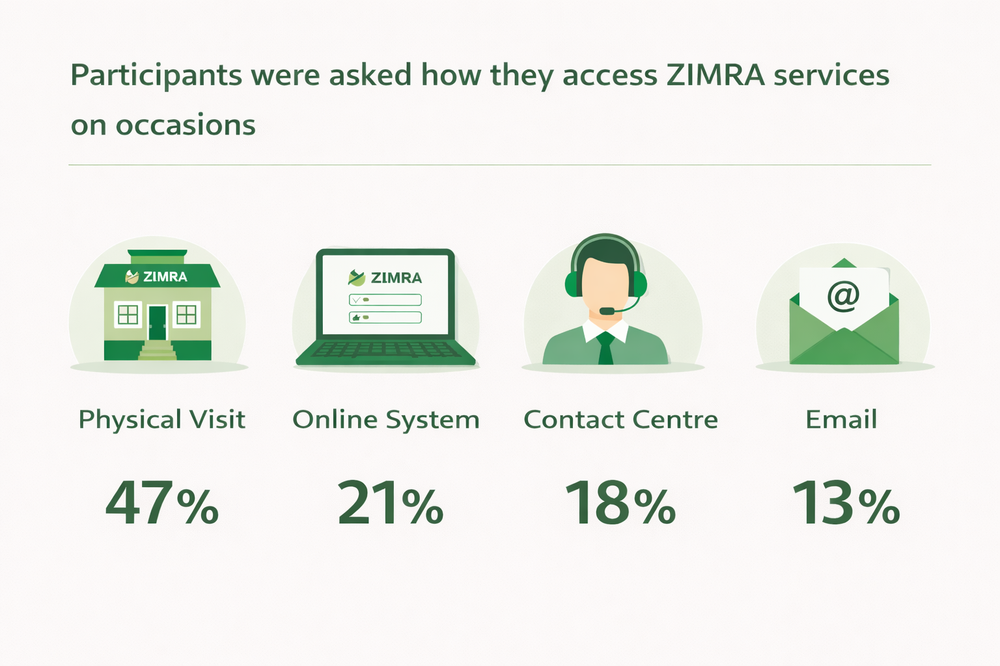 Participants were asked how they access ZIMRA services
on occasions
ZIMRA
ZIMRA
@
Physical Visit
Online System
Contact Centre
Email
47%
21%
18%
13%